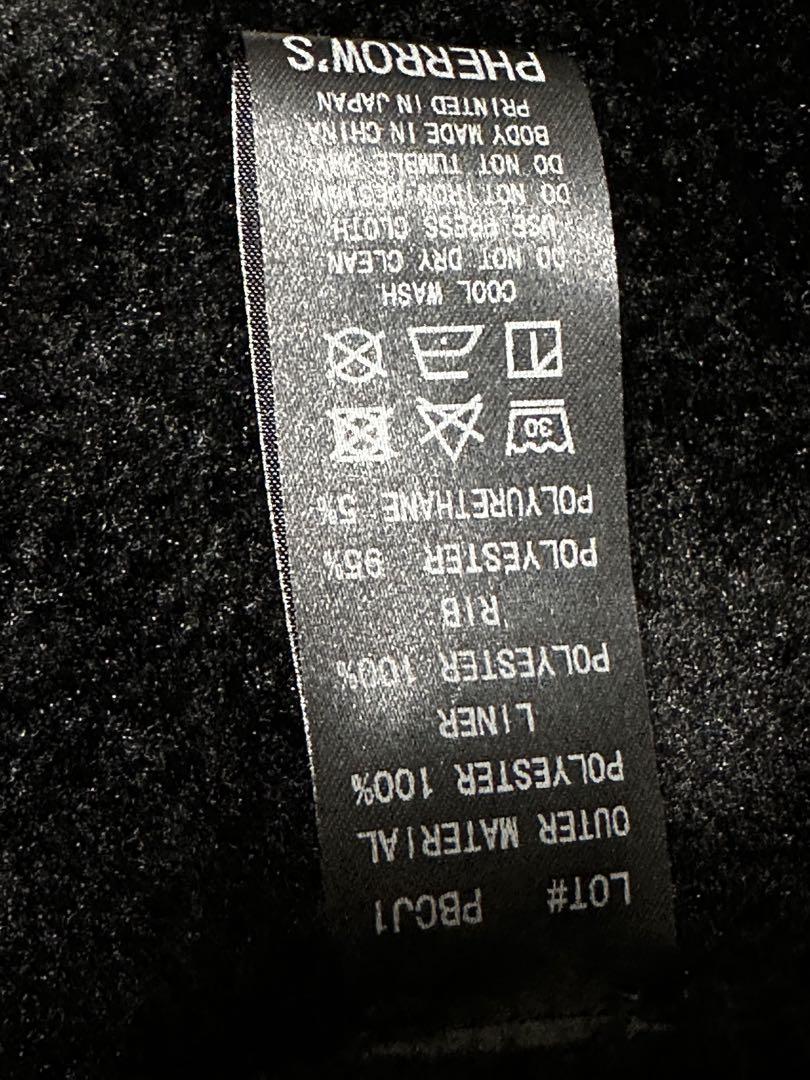 LOT# PBCJ1
OUTER MATERIAL
POLYESTER 100%
LINER
POLYESTER 100%
RIB
POLYESTER 95%
POLYURETHANE 5%
30
COOL WASH
DO NOT DRY CLEAN
USE PRESS CLOTH
DO NOT IRON DESIGN
DO NOT TUMBLE DRY
BODY MADE IN CHINA
PRINTED IN JAPAN
PHERROW'S